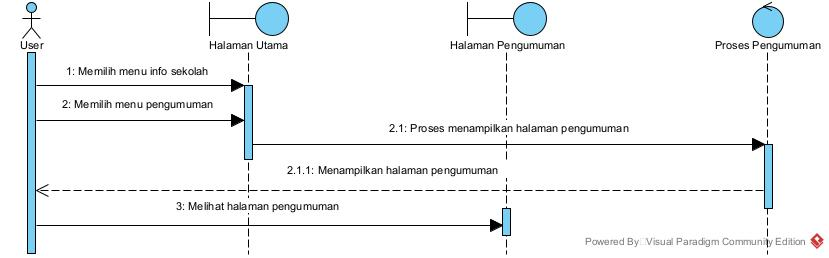 User
Halaman Utama
Halaman Pengumuman
Proses Pengumuman
1: Memilih menu info sekolah
2: Memilih menu pengumuman
2.1: Proses menampilkan halaman pengumuman
2.1.1: Menampilkan halaman pengumuman
3: Melihat halaman pengumuman
Powered By Visual Paradigm Community Edition